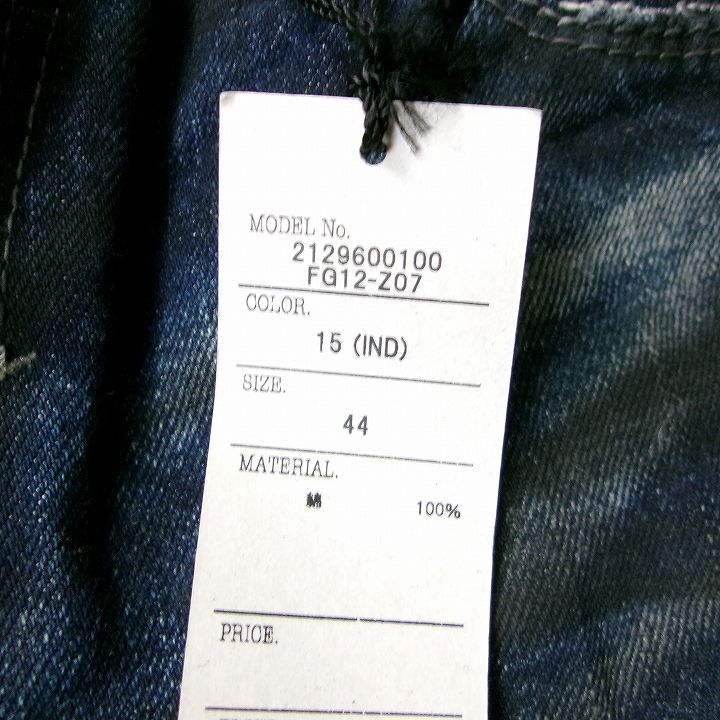 MODEL No.
2129600100
FG12-Z07
COLOR.
15 (IND)
SIZE.
44
MATERIAL.
100%
PRICE.